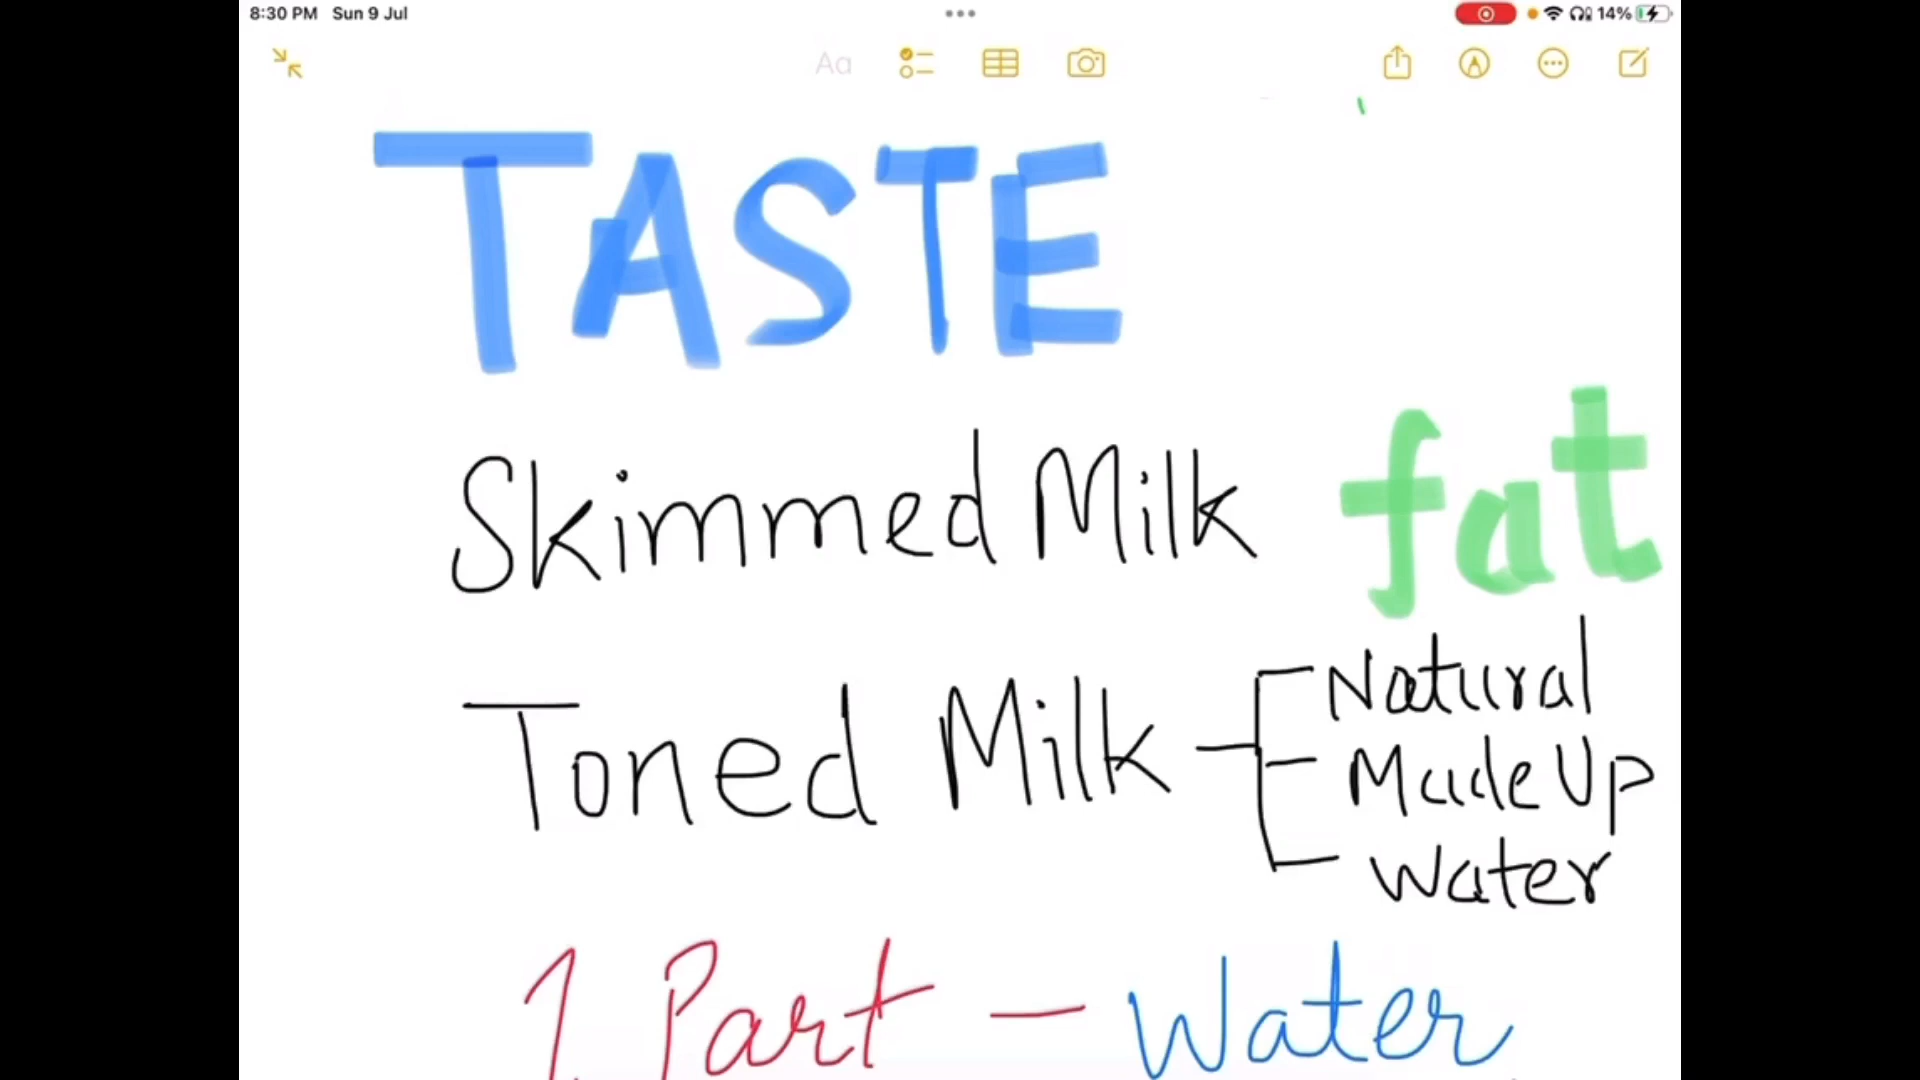 8:30 PM Sun 9 Jul 14%
Aa
TASTE
Skimmed Milk fat
Toned Milk Natural
Made Up
Water
1 Part - Water